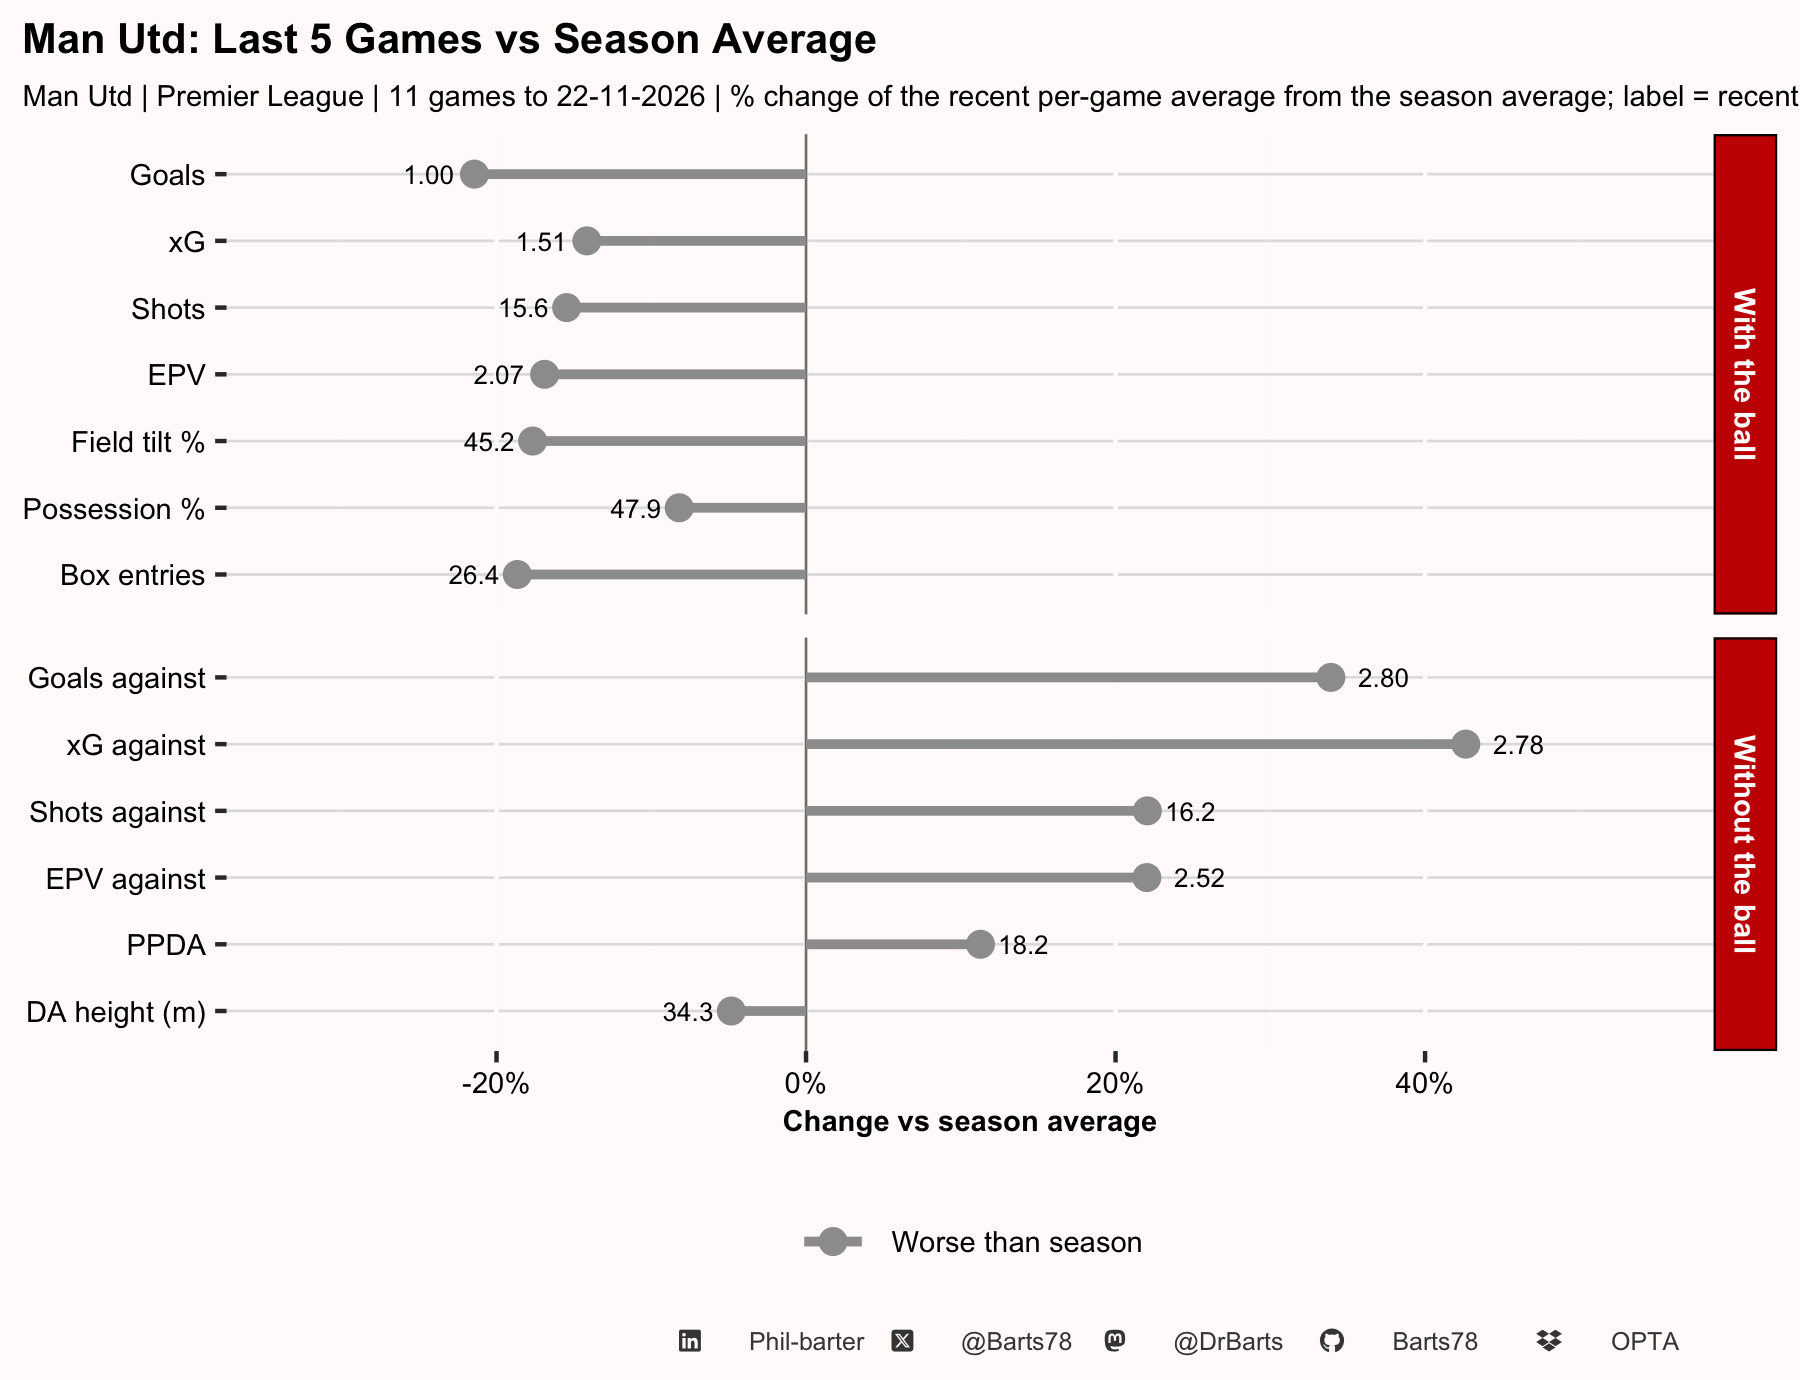 Man Utd: Last 5 Games vs Season Average
Man Utd | Premier League | 11 games to 22-11-2026 | % change of the recent per-game average from the season average; label = recent
Goals 1.00
xG 1.51
Shots 15.6
EPV 2.07
Field tilt % 45.2
Possession % 47.9
Box entries 26.4
With the ball
Goals against 2.80
xG against 2.78
Shots against 16.2
EPV against 2.52
PPDA 18.2
DA height (m) 34.3
Without the ball
-20% 0% 20% 40%
Change vs season average
Worse than season
Phil-barter @Barts78 @DrBarts Barts78 OPTA